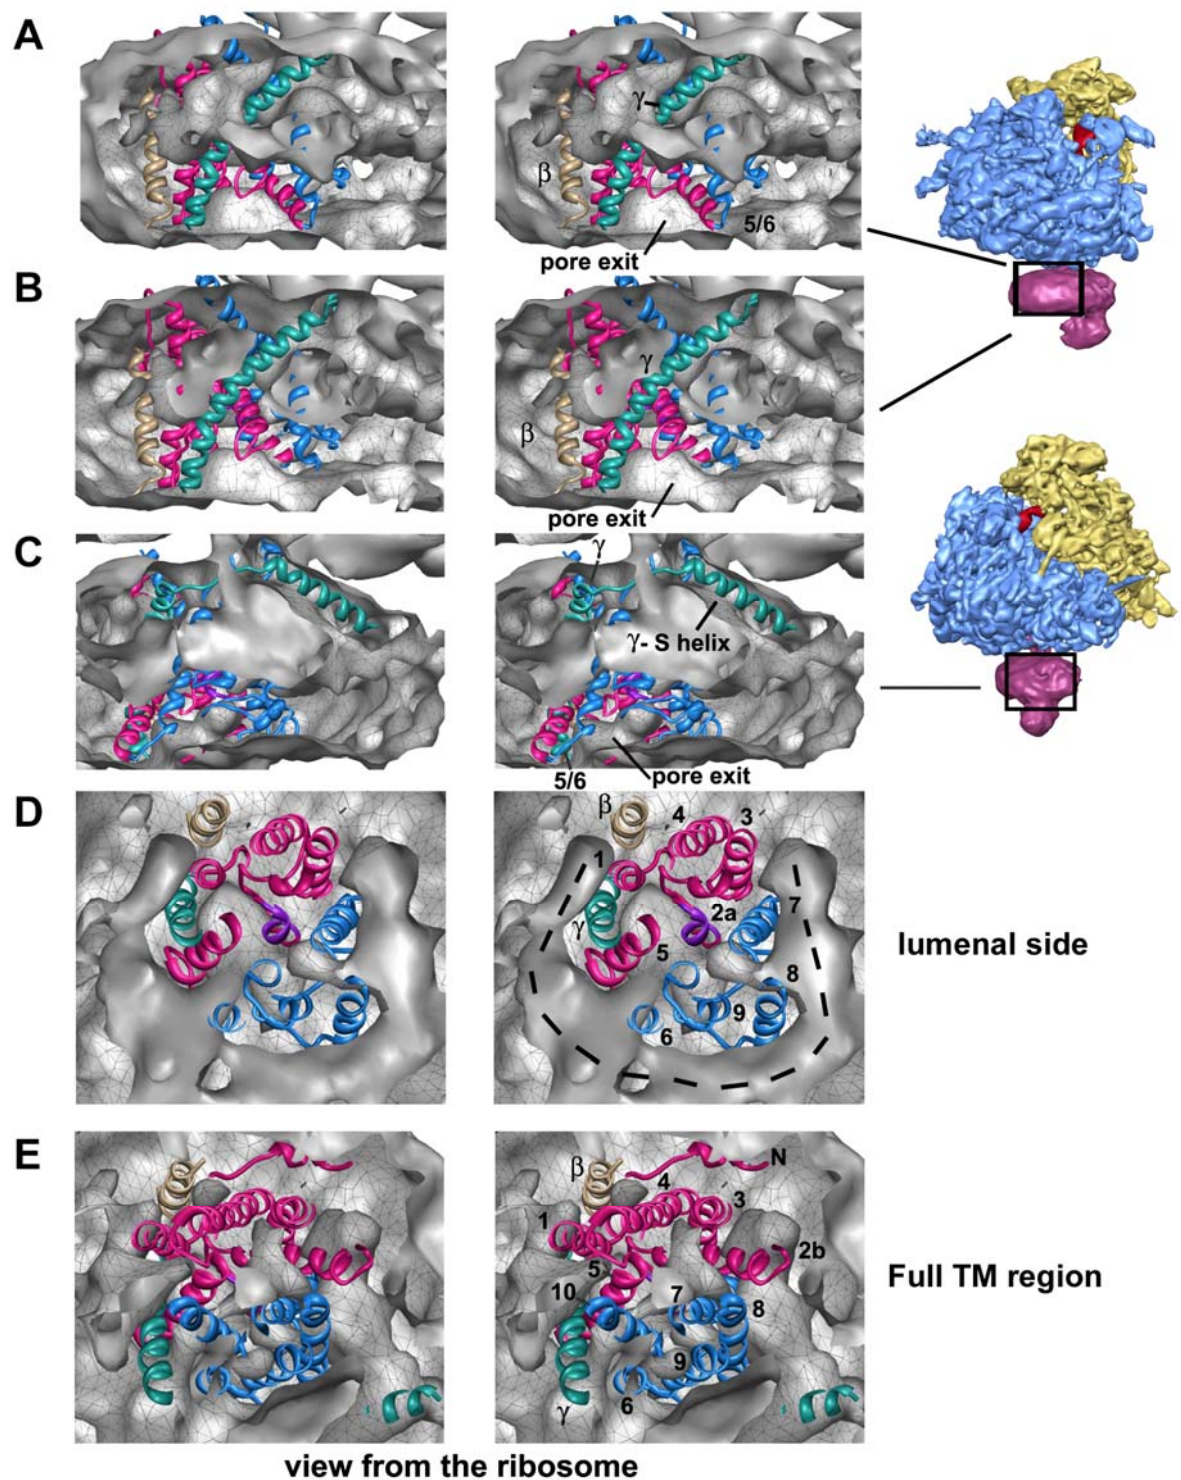 A
γ
β
5/6
pore exit
B
γ
β
pore exit
C
γ
γ- S helix
5/6
pore exit
D
β
4
3
1
7
2a
γ
5
8
9
6
lumenal side
E
β
N
4
3
1
2b
5
10
7
8
9
6
γ
Full TM region
view from the ribosome